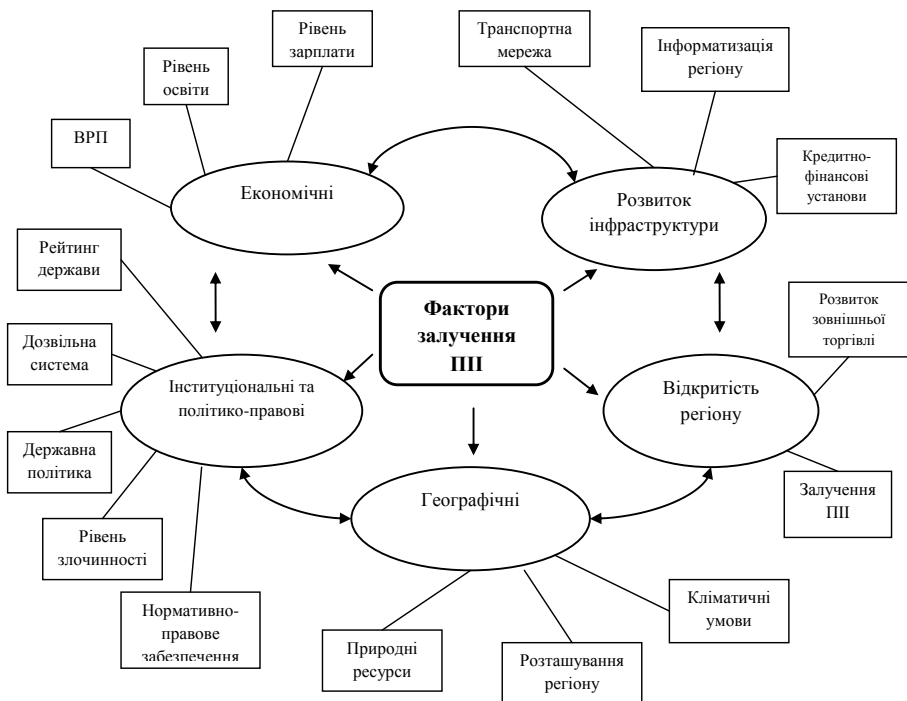 Рівень
зарплати
Транспортна
мережа
Інформатизація
регіону
Рівень
освіти
ВРП
Кредитно-
фінансові
установи
Економічні
Розвиток
інфраструктури
Рейтинг
держави
Фактори
залучення
ПІІ
Розвиток
зовнішньої
торгівлі
Дозвільна
система
Інституціональні та
політико-правові
Відкритість
регіону
Державна
політика
Географічні
Залучення
ПІІ
Рівень
злочинності
Нормативно-
правове
забезпечення
Природні
ресурси
Розташування
регіону
Кліматичні
умови